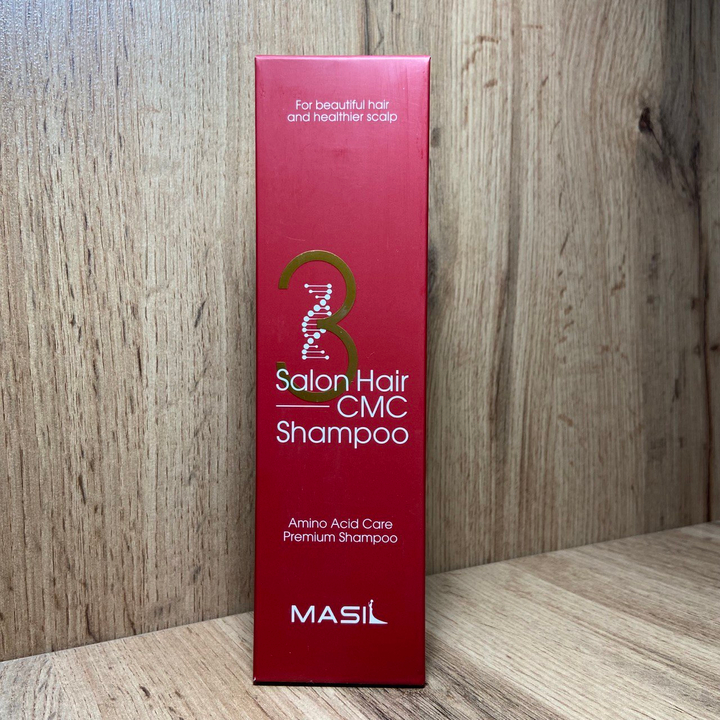 For beautiful hair
and healthier scalp
3
Salon Hair
CMC
Shampoo
Amino Acid Care
Premium Shampoo
MASIL